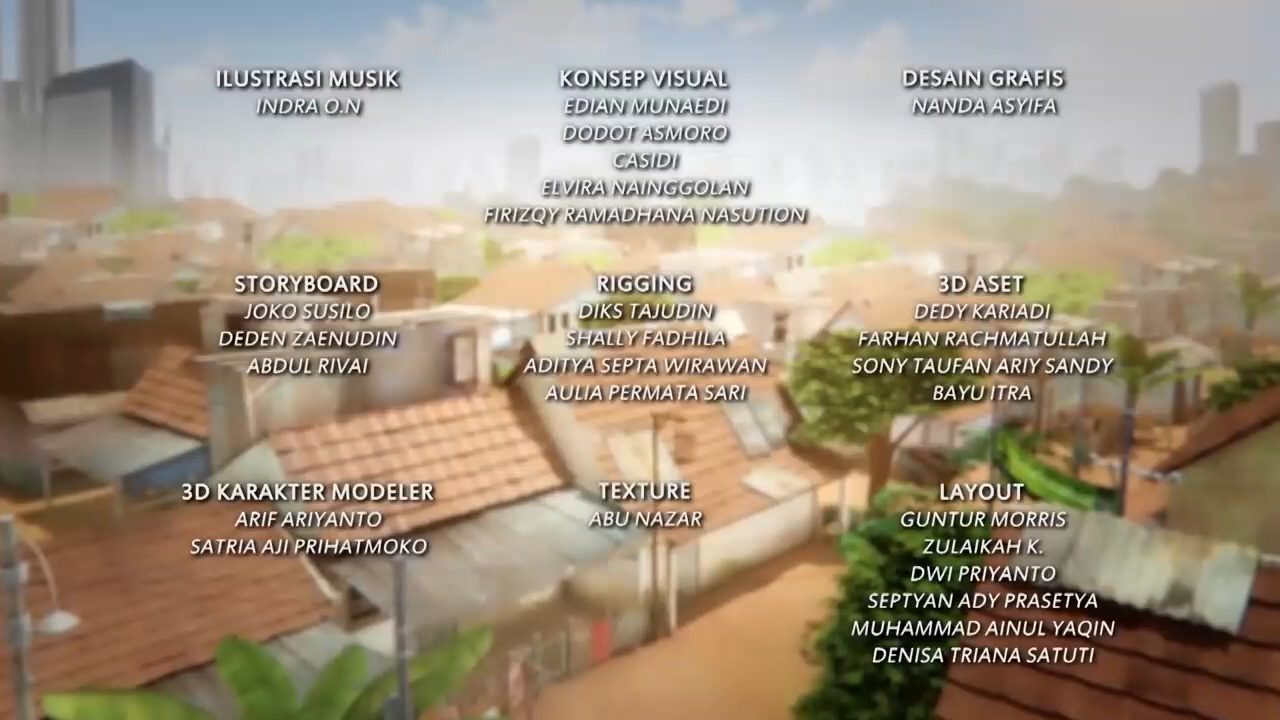 ILUSTRASI MUSIK
INDRA O.N
KONSEP VISUAL
EDIAN MUNAEDI
DODOT ASMORO
CASIDI
ELVIRA NAINGGOLAN
FIRIZQY RAMADHANA NASUTION
DESAIN GRAFIS
NANDA ASYIFA
STORYBOARD
JOKO SUSILO
DEDEN ZAENUDIN
ABDUL RIVAI
RIGGING
DIKS TAJUDIN
SHALLY FADHILA
ADITYA SEPTA WIRAWAN
AULIA PERMATA SARI
3D ASET
DEDY KARIADI
FARHAN RACHMATULLAH
SONY TAUFAN ARIY SANDY
BAYU ITRA
3D KARAKTER MODELER
ARIF ARIYANTO
SATRIA AJI PRIHATMOKO
TEXTURE
ABU NAZAR
LAYOUT
GUNTUR MORRIS
ZULAIKAH K.
DWI PRIYANTO
SEPTYAN ADY PRASETYA
MUHAMMAD AINUL YAQIN
DENISA TRIANA SATUTI